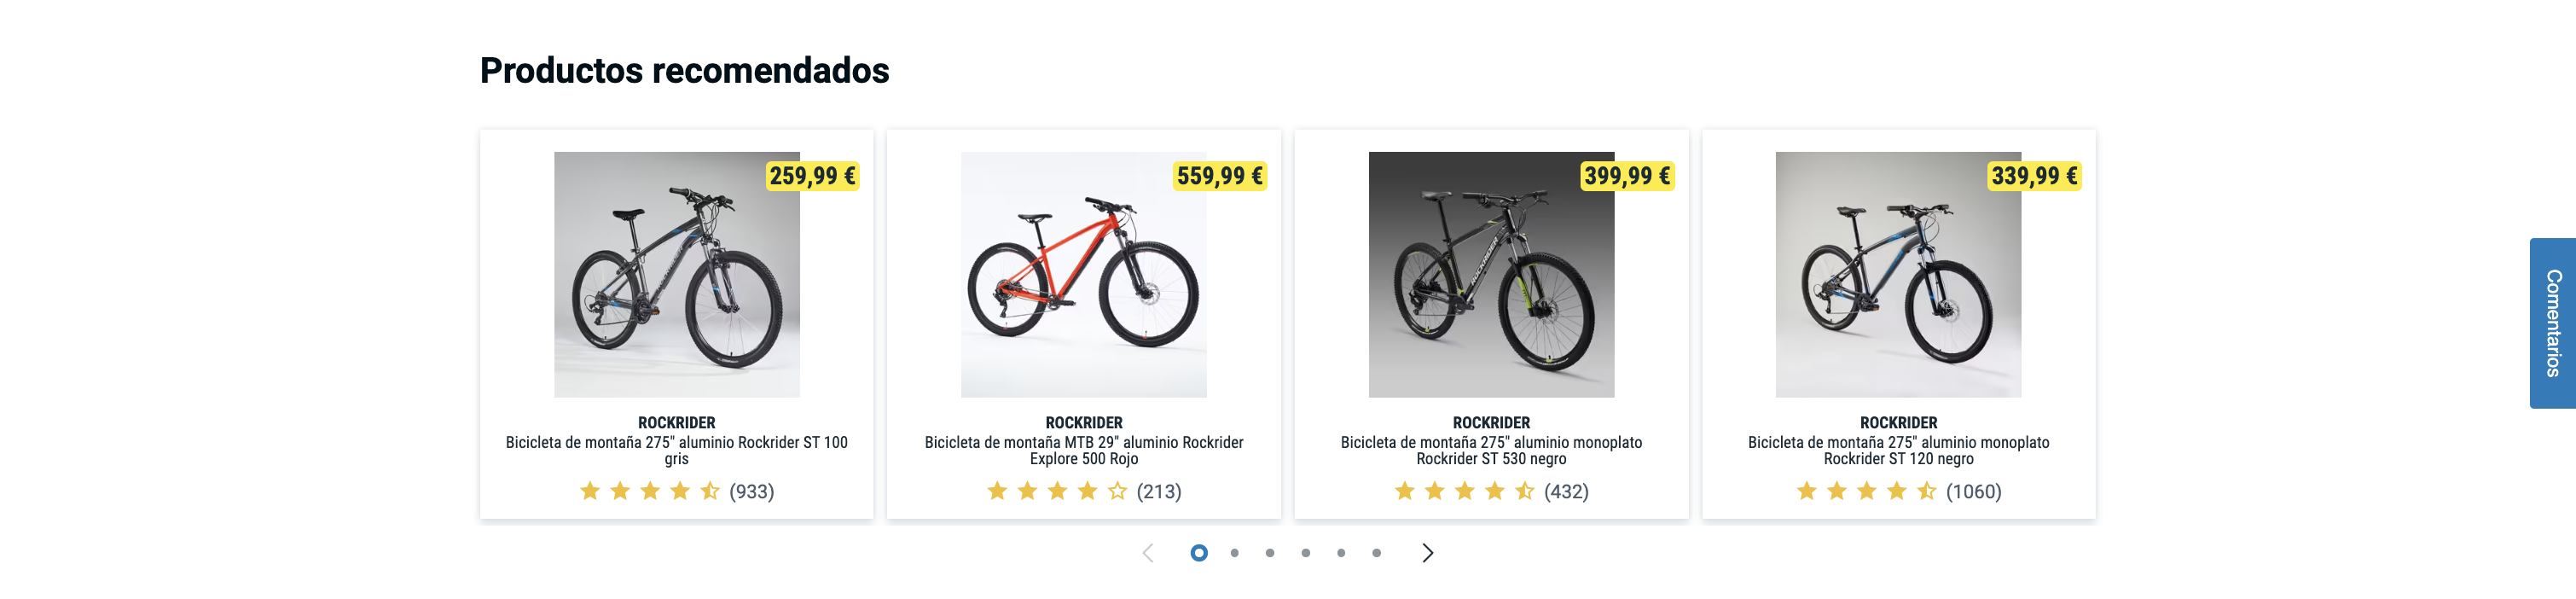 Productos recomendados
259,99 €
ROCKRIDER
Bicicleta de montaña 275" aluminio Rockrider ST 100
gris
(933)
559,99 €
ROCKRIDER
Bicicleta de montaña MTB 29" aluminio Rockrider
Explore 500 Rojo
(213)
399,99 €
ROCKRIDER
ROCKRIDER
Bicicleta de montaña 275" aluminio monoplato
Rockrider ST 530 negro
(432)
339,99 €
ROCKRIDER
Bicicleta de montaña 275" aluminio monoplato
Rockrider ST 120 negro
(1060)
Comentarios